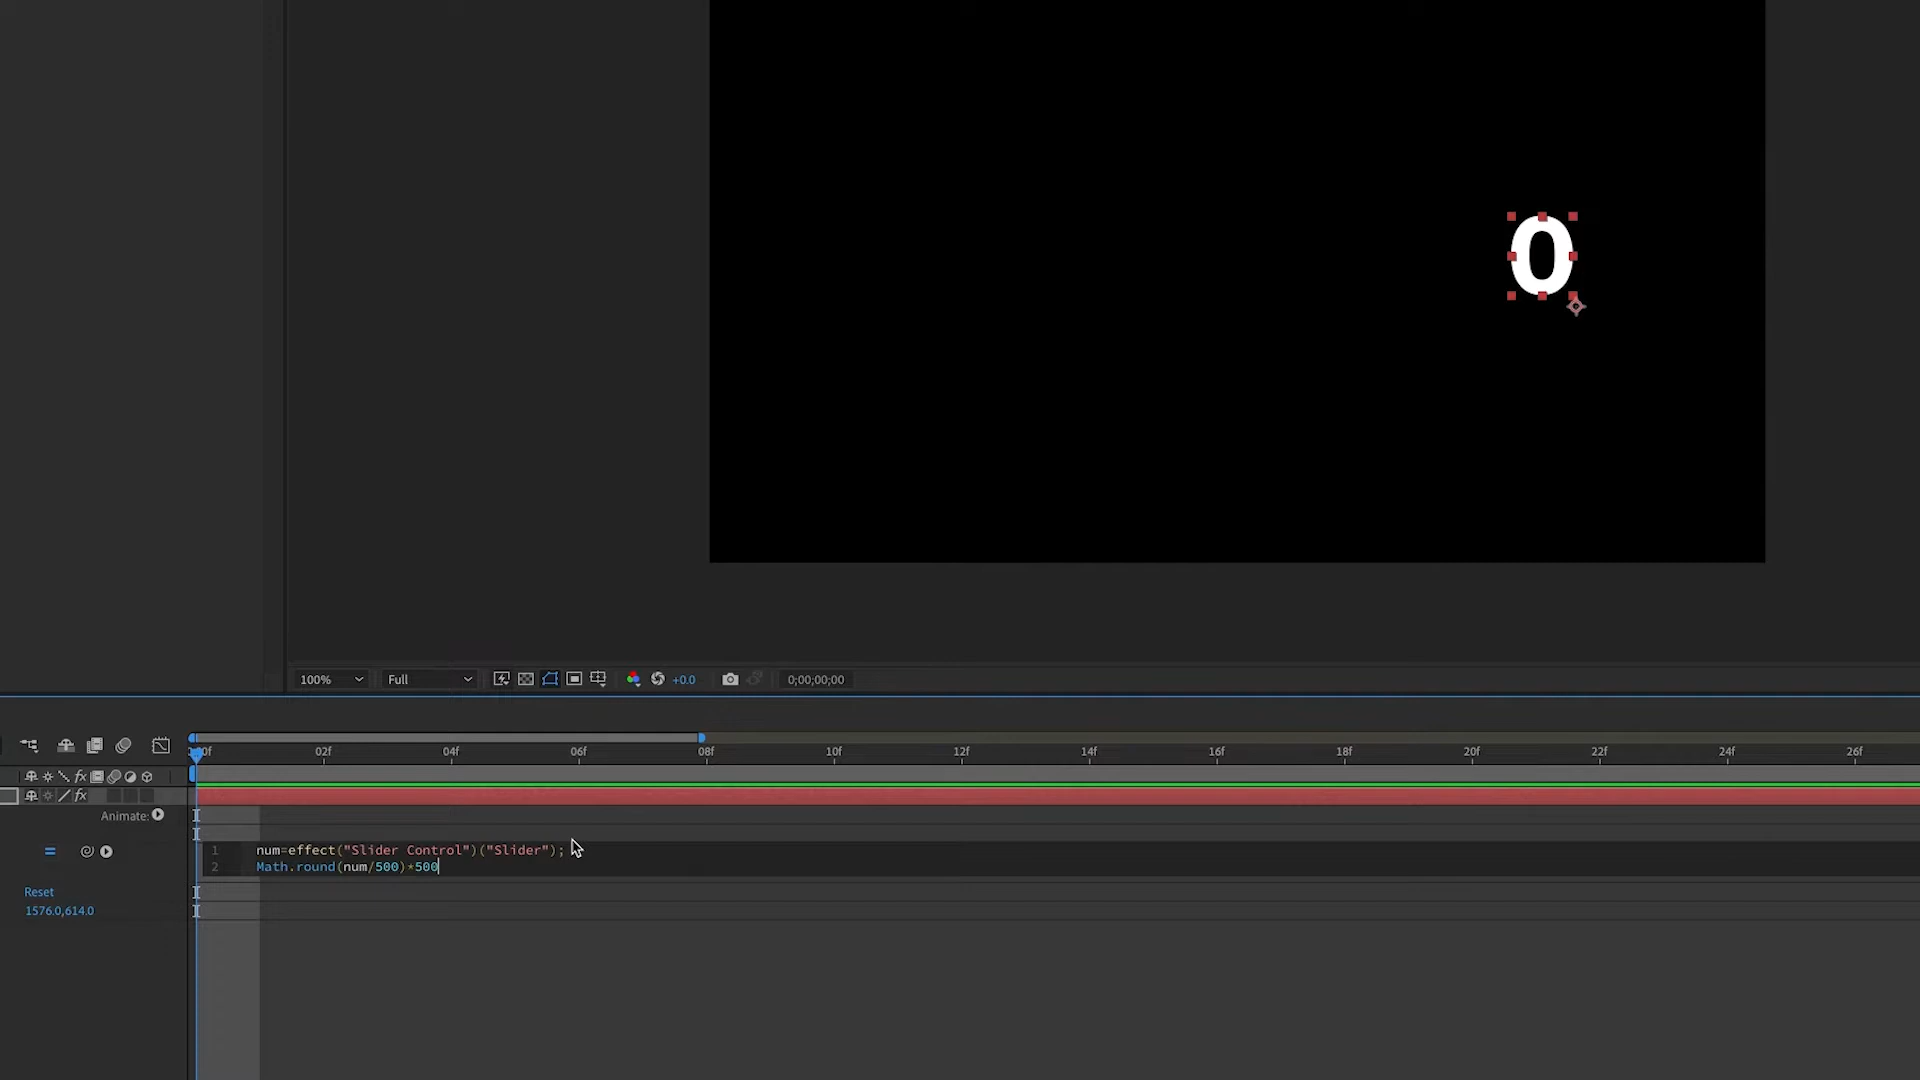 0
100%
Full
+0.0
0;00;00;00
02f
04f
06f
08f
10f
12f
14f
16f
18f
20f
22f
24f
26f
Animate:
1 num=effect("Slider Control")("Slider");
2 Math.round(num/500)*500
Reset
1576.0,614.0